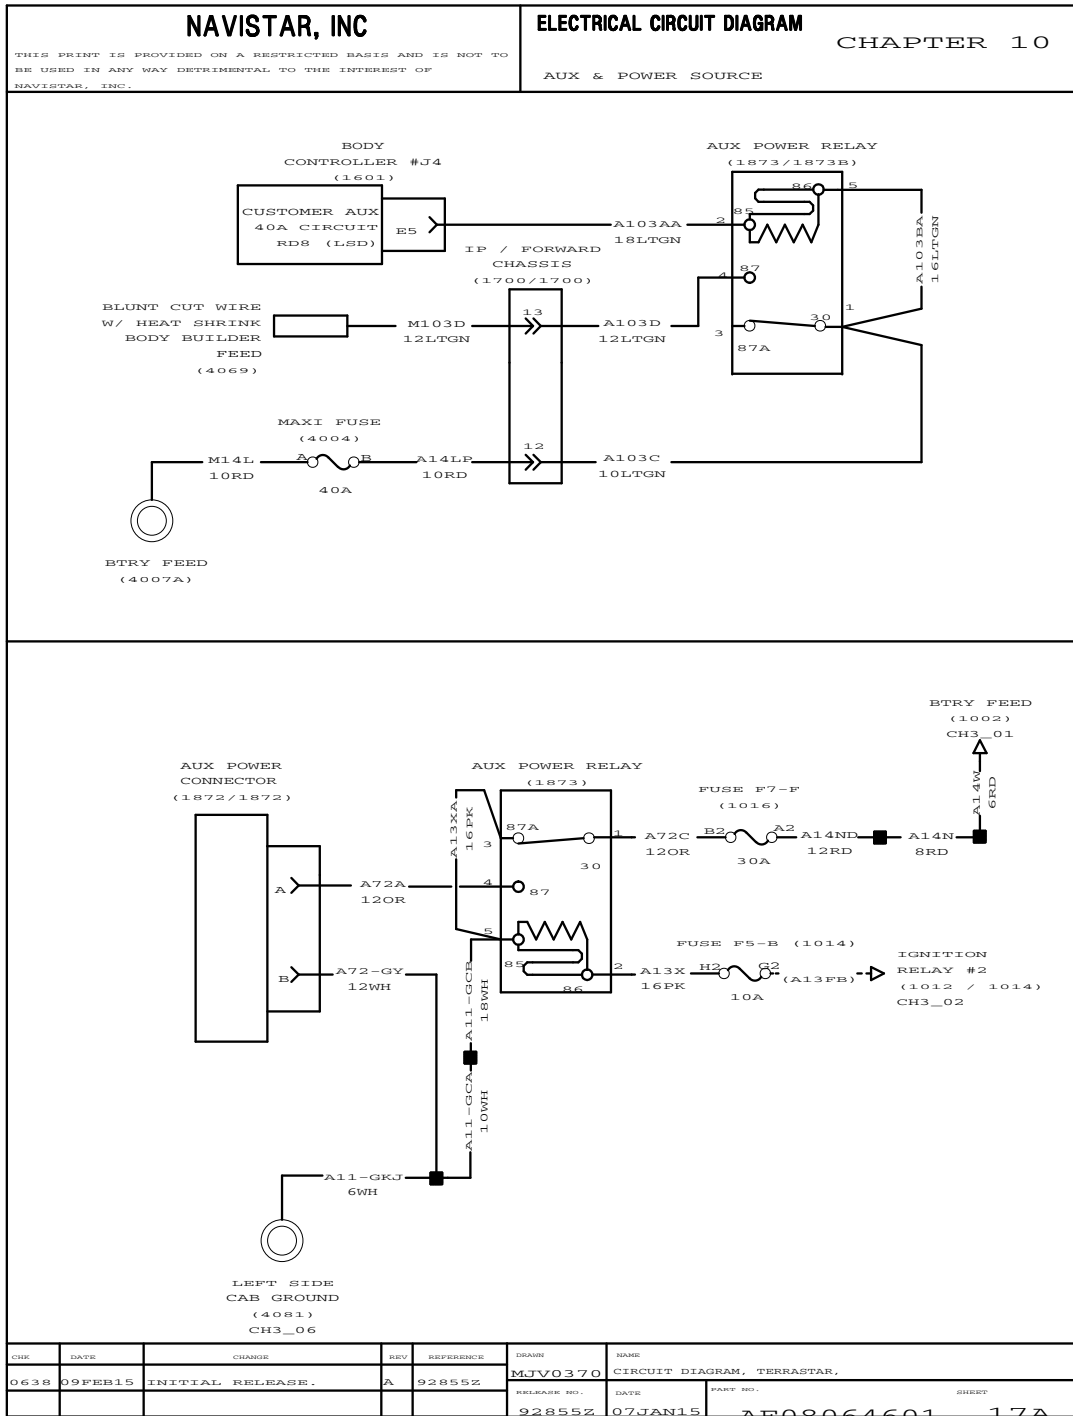 NAVISTAR, INC
THIS PRINT IS PROVIDED ON A RESTRICTED BASIS AND IS NOT TO
BE USED IN ANY WAY DETRIMENTAL TO THE INTEREST OF
NAVISTAR, INC.
ELECTRICAL CIRCUIT DIAGRAM
CHAPTER 10
AUX & POWER SOURCE
BODY
CONTROLLER #J4
(1601)
CUSTOMER AUX
40A CIRCUIT
RD8 (LSD)
E5
A103AA
18LTGN
AUX POWER RELAY
(1873/1873B)
86
5
85
2
87
4
30
1
3
87A
A103BA
16LTGN
IP / FORWARD
CHASSIS
(1700/1700)
13
12
BLUNT CUT WIRE
W/ HEAT SHRINK
BODY BUILDER
FEED
(4069)
M103D
12LTGN
A103D
12LTGN
MAXI FUSE
(4004)
M14L
10RD
A
B
40A
A14LP
10RD
A103C
10LTGN
BTRY FEED
(4007A)
BTRY FEED
(1002)
CH3_01
A14W
6RD
AUX POWER
CONNECTOR
(1872/1872)
A
B
A72A
12OR
A72-GY
12WH
A13XA
16PK
AUX POWER RELAY
(1873)
87A
3
1
30
4
87
5
85
2
86
FUSE F7-F
(1016)
A72C
12OR
B2
A2
30A
A14ND
12RD
A14N
8RD
FUSE F5-B (1014)
A13X
16PK
H2
G2
10A
(A13FB)
IGNITION
RELAY #2
(1012 / 1014)
CH3_02
A11-GCB
18WH
A11-GCA
10WH
A11-GKJ
6WH
LEFT SIDE
CAB GROUND
(4081)
CH3_06
CHK DATE CHANGE REV REFERENCE
0638 09FEB15 INITIAL RELEASE. A 92855Z
DRAWN
MJV0370
NAME
CIRCUIT DIAGRAM, TERRASTAR,
RELEASE NO.
92855Z
DATE
07JAN15
PART NO.
AE08064601
SHEET
17A